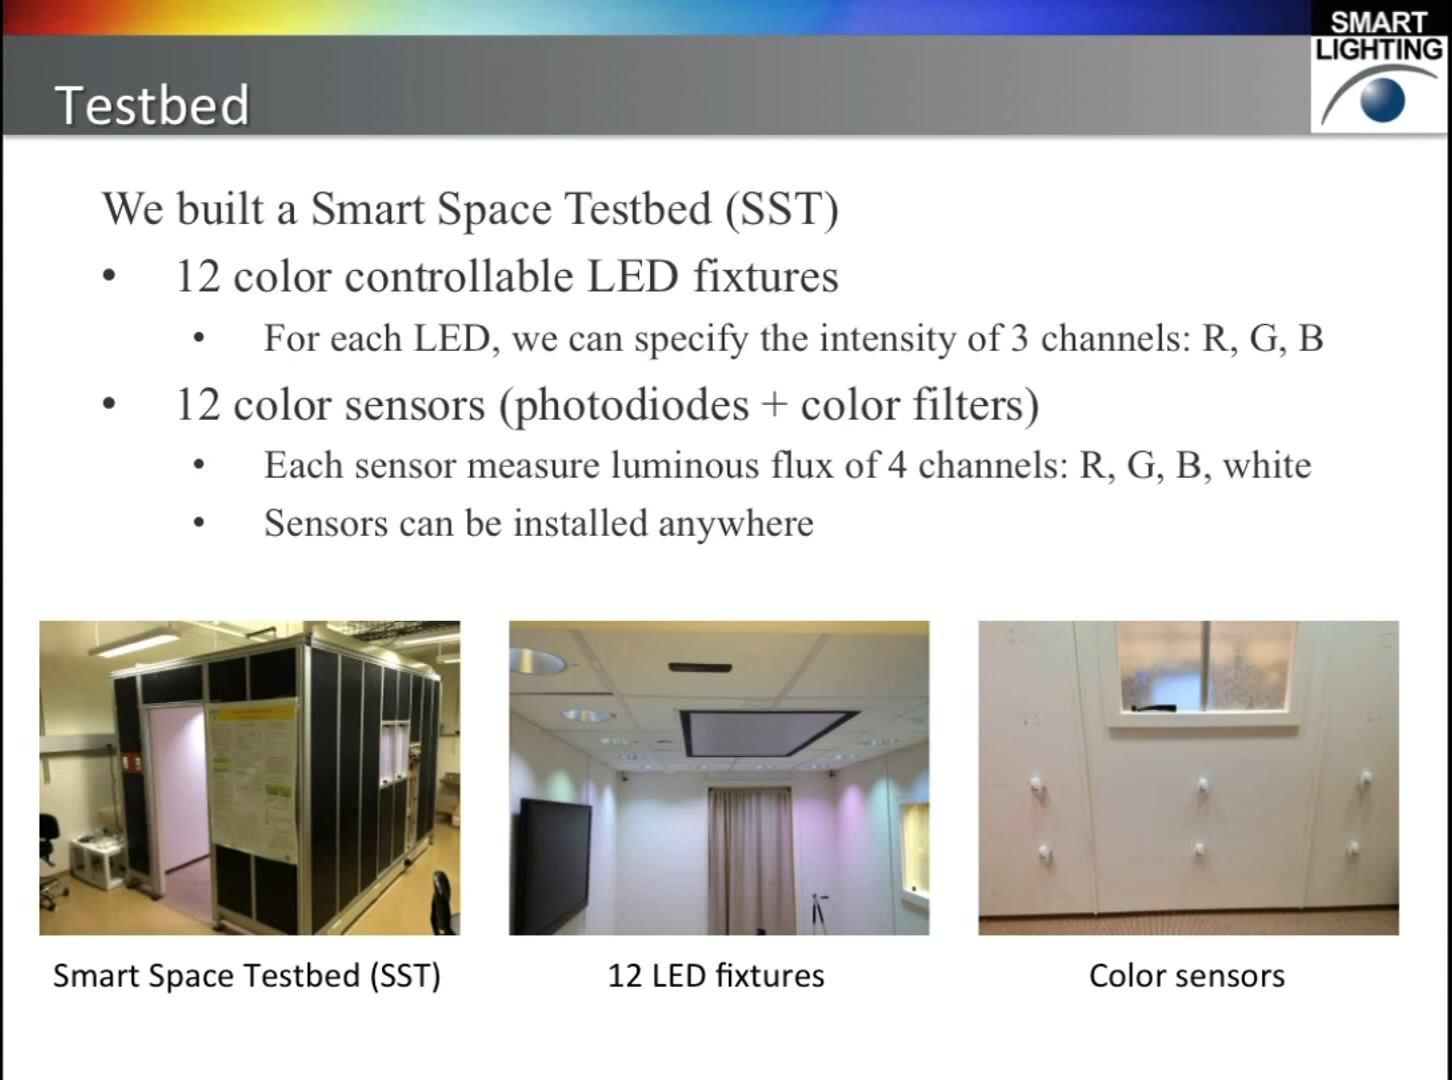 SMART
LIGHTING
Testbed
We built a Smart Space Testbed (SST)
• 12 color controllable LED fixtures
• For each LED, we can specify the intensity of 3 channels: R, G, B
• 12 color sensors (photodiodes + color filters)
• Each sensor measure luminous flux of 4 channels: R, G, B, white
• Sensors can be installed anywhere
Smart Space Testbed (SST)
12 LED fixtures
Color sensors